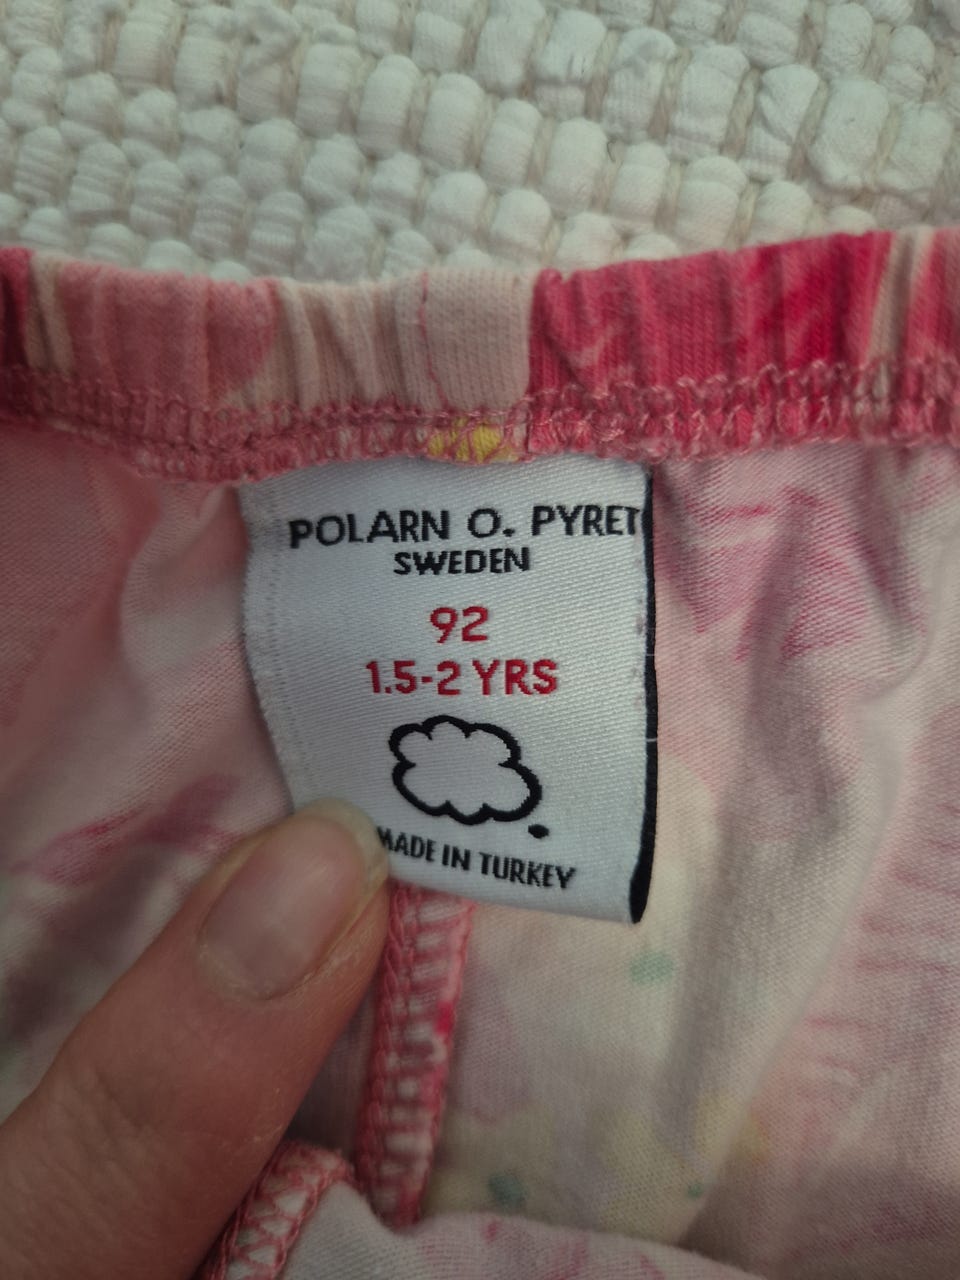 POLARN O. PYRET
SWEDEN
92
1.5-2 YRS
MADE IN TURKEY